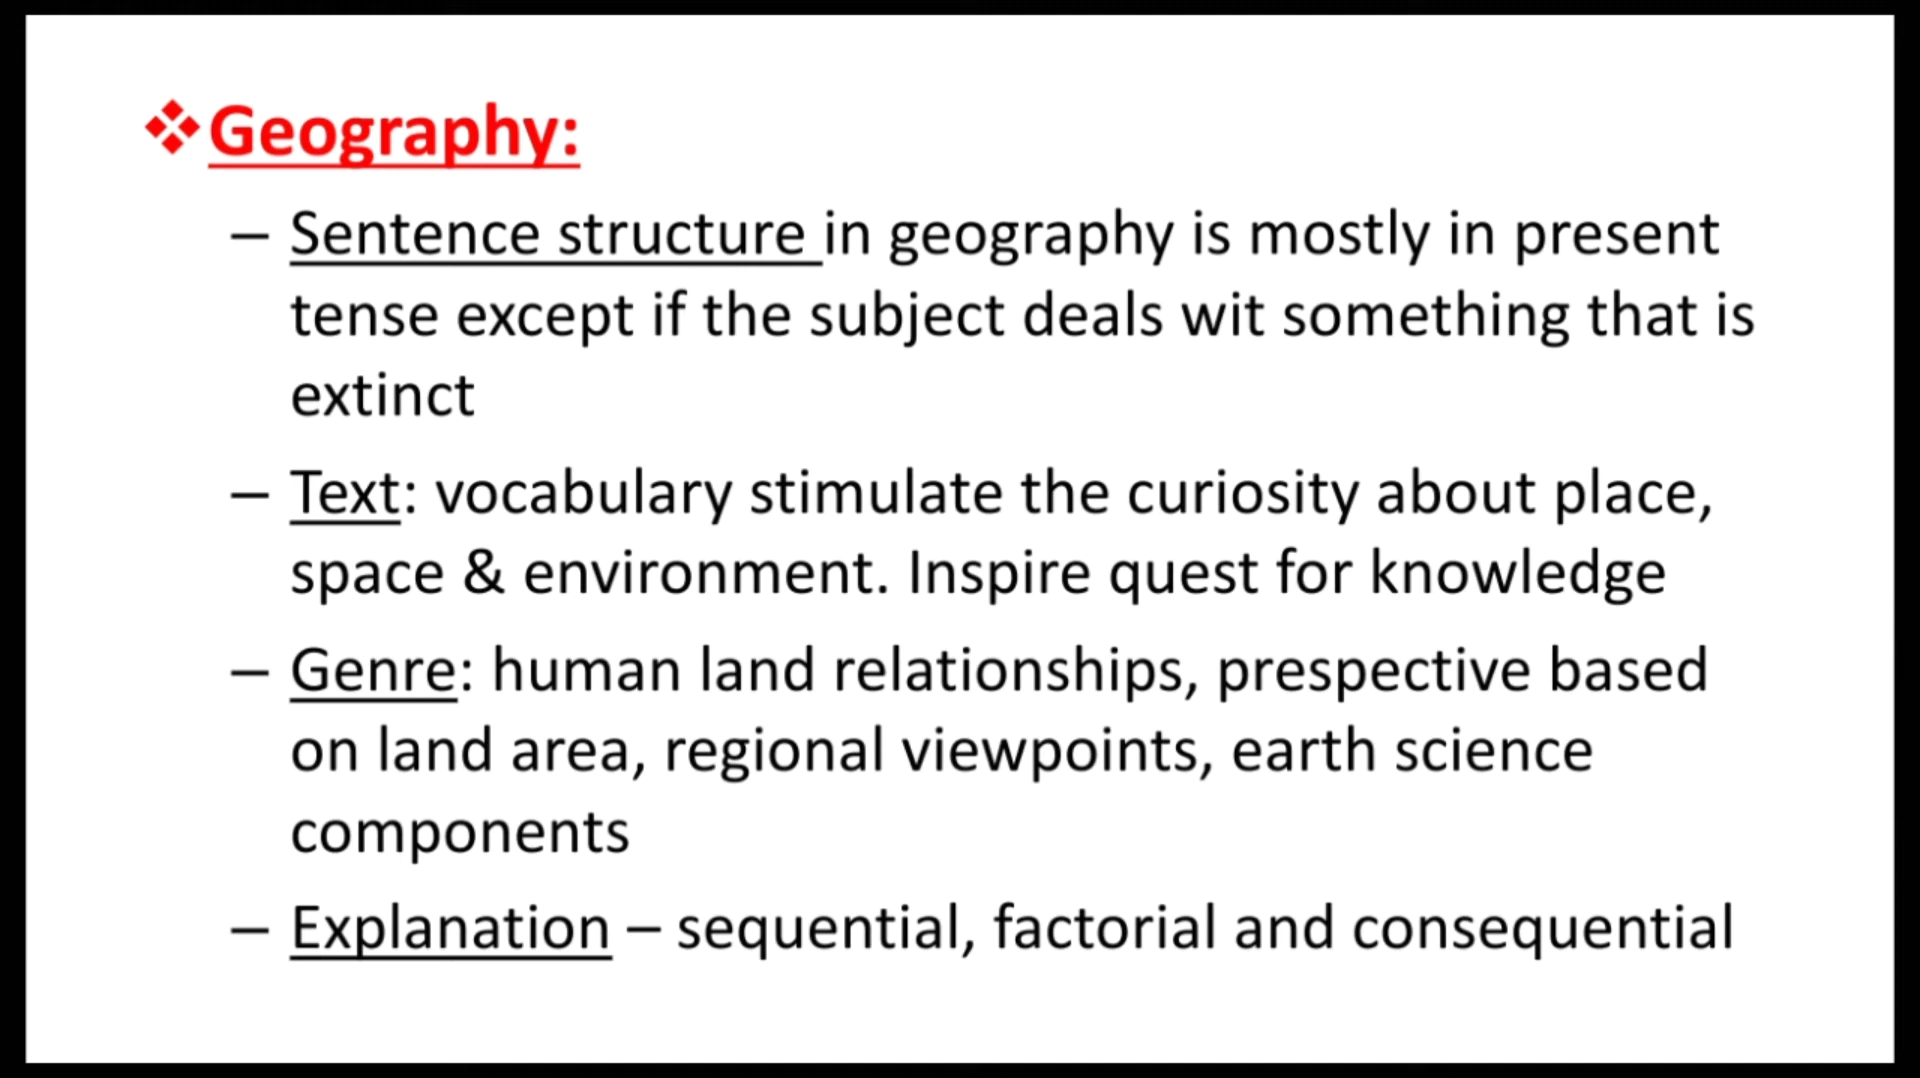 ❖Geography:
– Sentence structure in geography is mostly in present
tense except if the subject deals wit something that is
extinct
– Text: vocabulary stimulate the curiosity about place,
space & environment. Inspire quest for knowledge
– Genre: human land relationships, prespective based
on land area, regional viewpoints, earth science
components
– Explanation – sequential, factorial and consequential